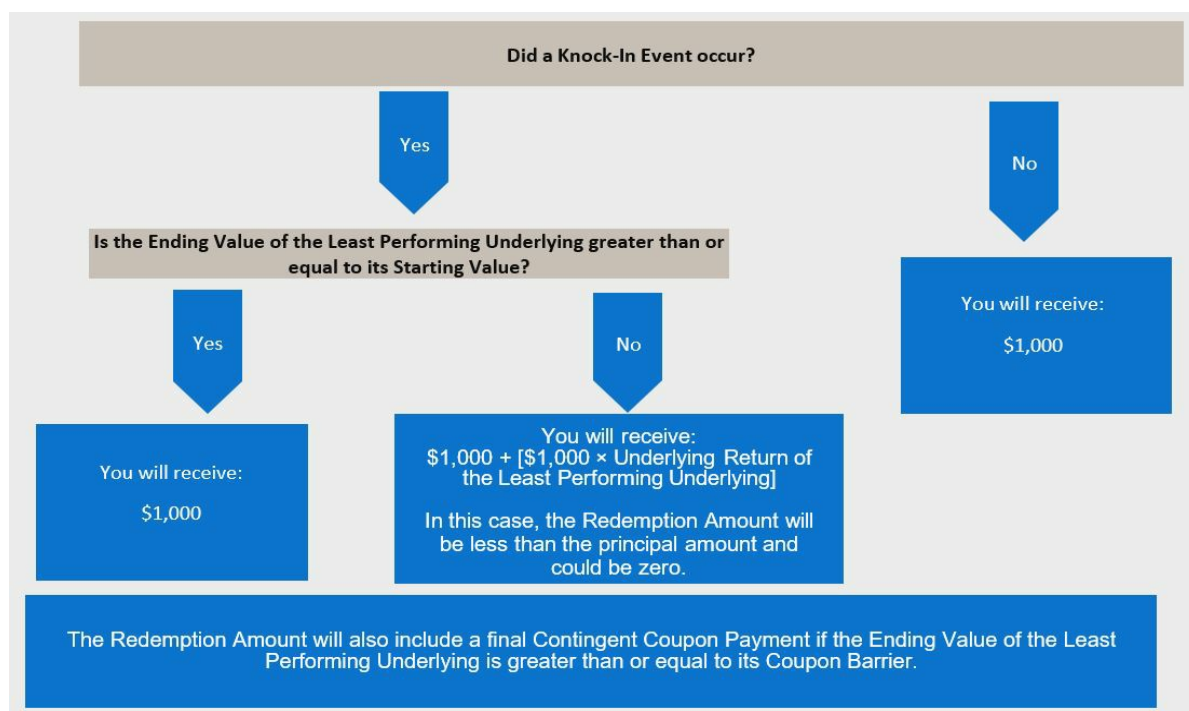 Did a Knock-In Event occur?
Yes
No
Is the Ending Value of the Least Performing Underlying greater than or
equal to its Starting Value?
Yes
No
You will receive:
$1,000
You will receive:
$1,000
You will receive:
$1,000 + [$1,000 × Underlying Return of
the Least Performing Underlying]
In this case, the Redemption Amount will
be less than the principal amount and
could be zero.
The Redemption Amount will also include a final Contingent Coupon Payment if the Ending Value of the Least
Performing Underlying is greater than or equal to its Coupon Barrier.